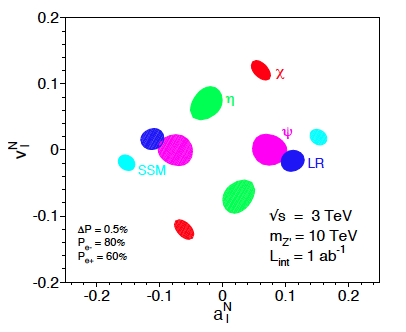 0.2
0.1
0
-0.1
-0.2
v_l^N
χ
η
ψ
SSM
LR
ΔP = 0.5%
P_e- = 80%
P_e+ = 60%
√s = 3 TeV
m_Z' = 10 TeV
L_int = 1 ab^-1
-0.2 -0.1 0 0.1 0.2
a_l^N